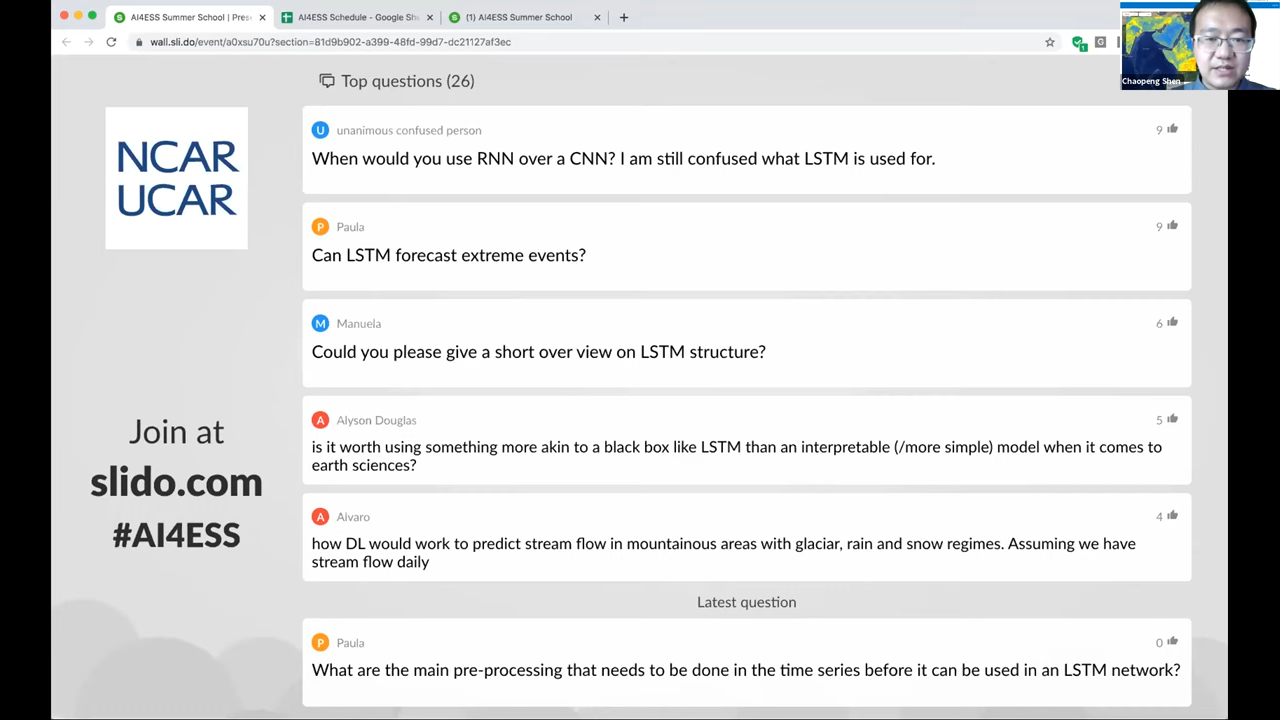 AI4ESS Summer School | Pres
AI4ESS Schedule - Google She
(1) AI4ESS Summer School
wall.sli.do/event/a0xsu70u?section=81d9b902-a399-48fd-99d7-dc21127af3ec
Chaopeng Shen
Top questions (26)
NCAR
UCAR
Join at
slido.com
#AI4ESS
U unanimous confused person 9
When would you use RNN over a CNN? I am still confused what LSTM is used for.
P Paula 9
Can LSTM forecast extreme events?
M Manuela 6
Could you please give a short over view on LSTM structure?
A Alyson Douglas 5
is it worth using something more akin to a black box like LSTM than an interpretable (/more simple) model when it comes to
earth sciences?
A Alvaro 4
how DL would work to predict stream flow in mountainous areas with glaciar, rain and snow regimes. Assuming we have
stream flow daily
Latest question
P Paula 0
What are the main pre-processing that needs to be done in the time series before it can be used in an LSTM network?